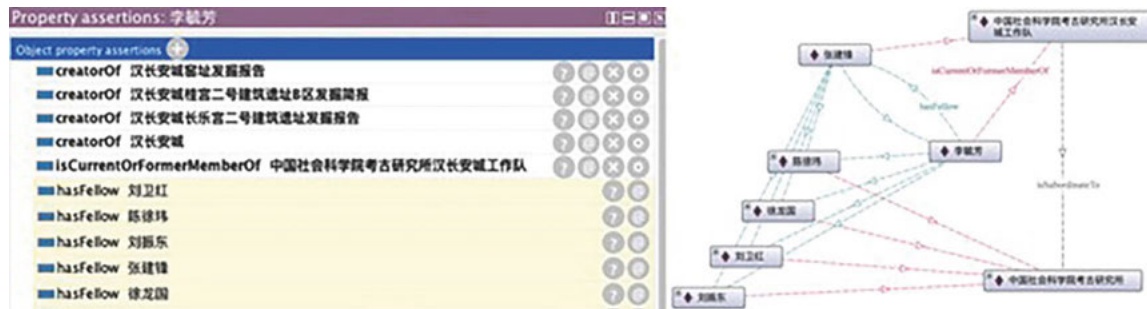 Property assertions: 李毓芳
Object property assertions
creatorOf 汉长安城窑址发掘报告
creatorOf 汉长安城桂宫二号建筑遗址B区发掘简报
creatorOf 汉长安城长乐宫二号建筑遗址发掘报告
creatorOf 汉长安城
isCurrentOrFormerMemberOf 中国社会科学院考古研究所汉长安城工作队
hasFellow 刘卫红
hasFellow 陈徐玮
hasFellow 刘振东
hasFellow 张建锋
hasFellow 徐龙国
中国社会科学院考古研究所汉长安
城工作队
张建锋
isCurrentOrFormerMemberOf
hasFellow
李毓芳
陈徐玮
isSubordinateTo
徐龙国
刘卫红
中国社会科学院考古研究所
刘振东